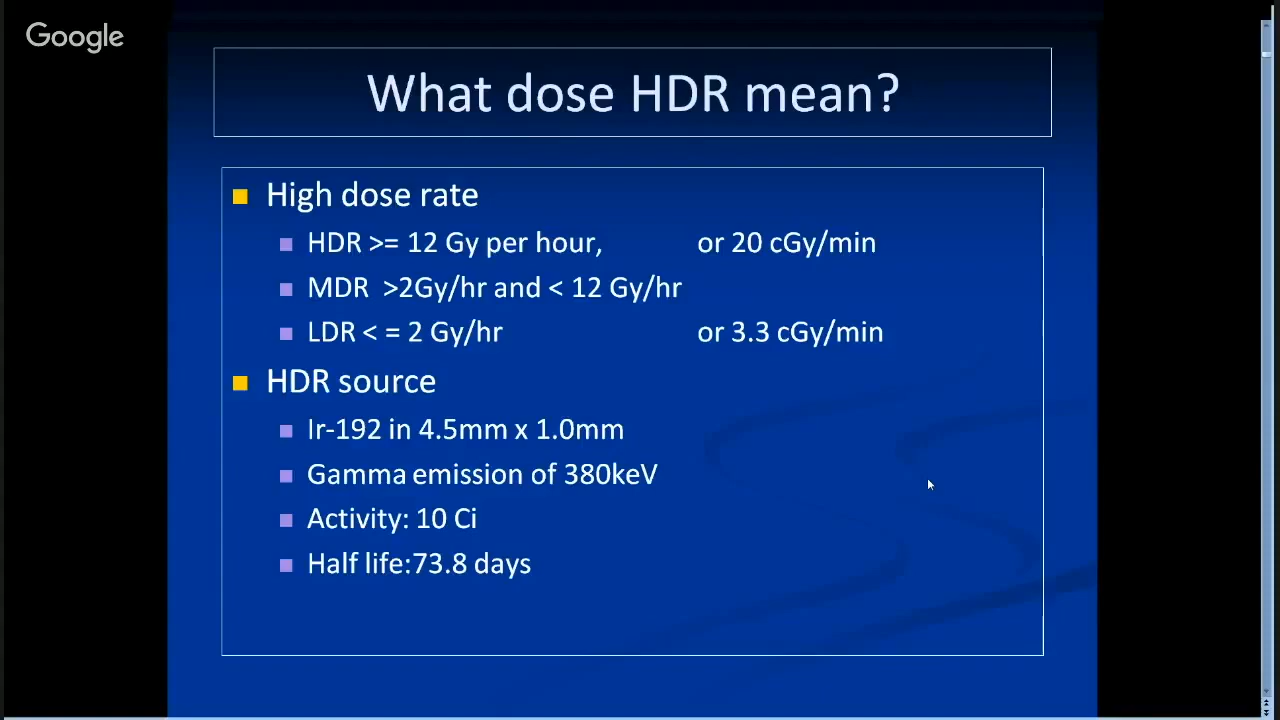 Google
What dose HDR mean?
High dose rate
HDR >= 12 Gy per hour, or 20 cGy/min
MDR >2Gy/hr and < 12 Gy/hr
LDR < = 2 Gy/hr or 3.3 cGy/min
HDR source
Ir-192 in 4.5mm x 1.0mm
Gamma emission of 380keV
Activity: 10 Ci
Half life:73.8 days